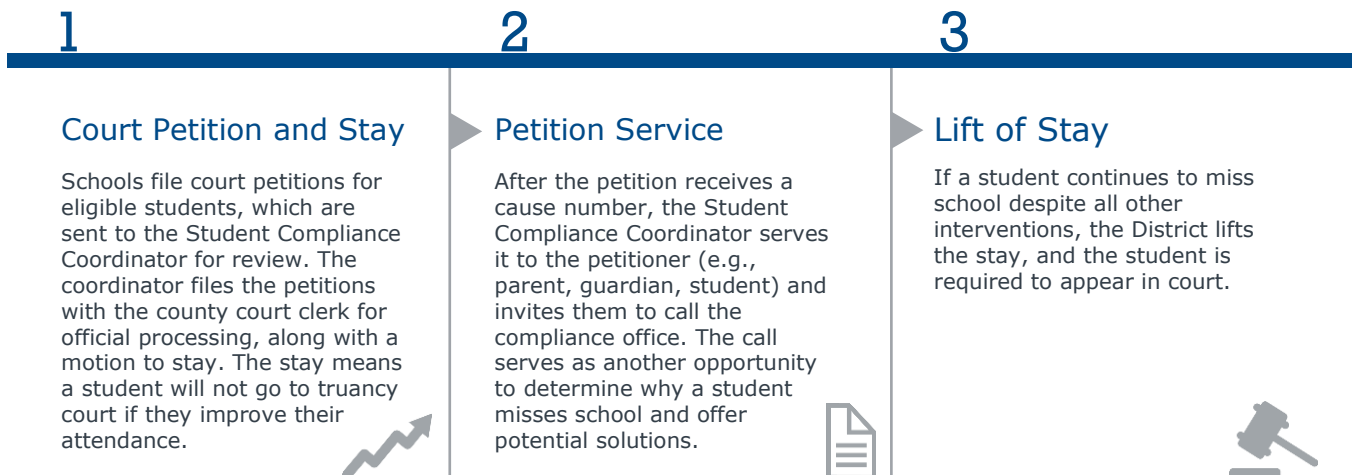 1
Court Petition and Stay
Schools file court petitions for
eligible students, which are
sent to the Student Compliance
Coordinator for review. The
coordinator files the petitions
with the county court clerk for
official processing, along with a
motion to stay. The stay means
a student will not go to truancy
court if they improve their
attendance.
2
Petition Service
After the petition receives a
cause number, the Student
Compliance Coordinator serves
it to the petitioner (e.g.,
parent, guardian, student) and
invites them to call the
compliance office. The call
serves as another opportunity
to determine why a student
misses school and offer
potential solutions.
3
Lift of Stay
If a student continues to miss
school despite all other
interventions, the District lifts
the stay, and the student is
required to appear in court.